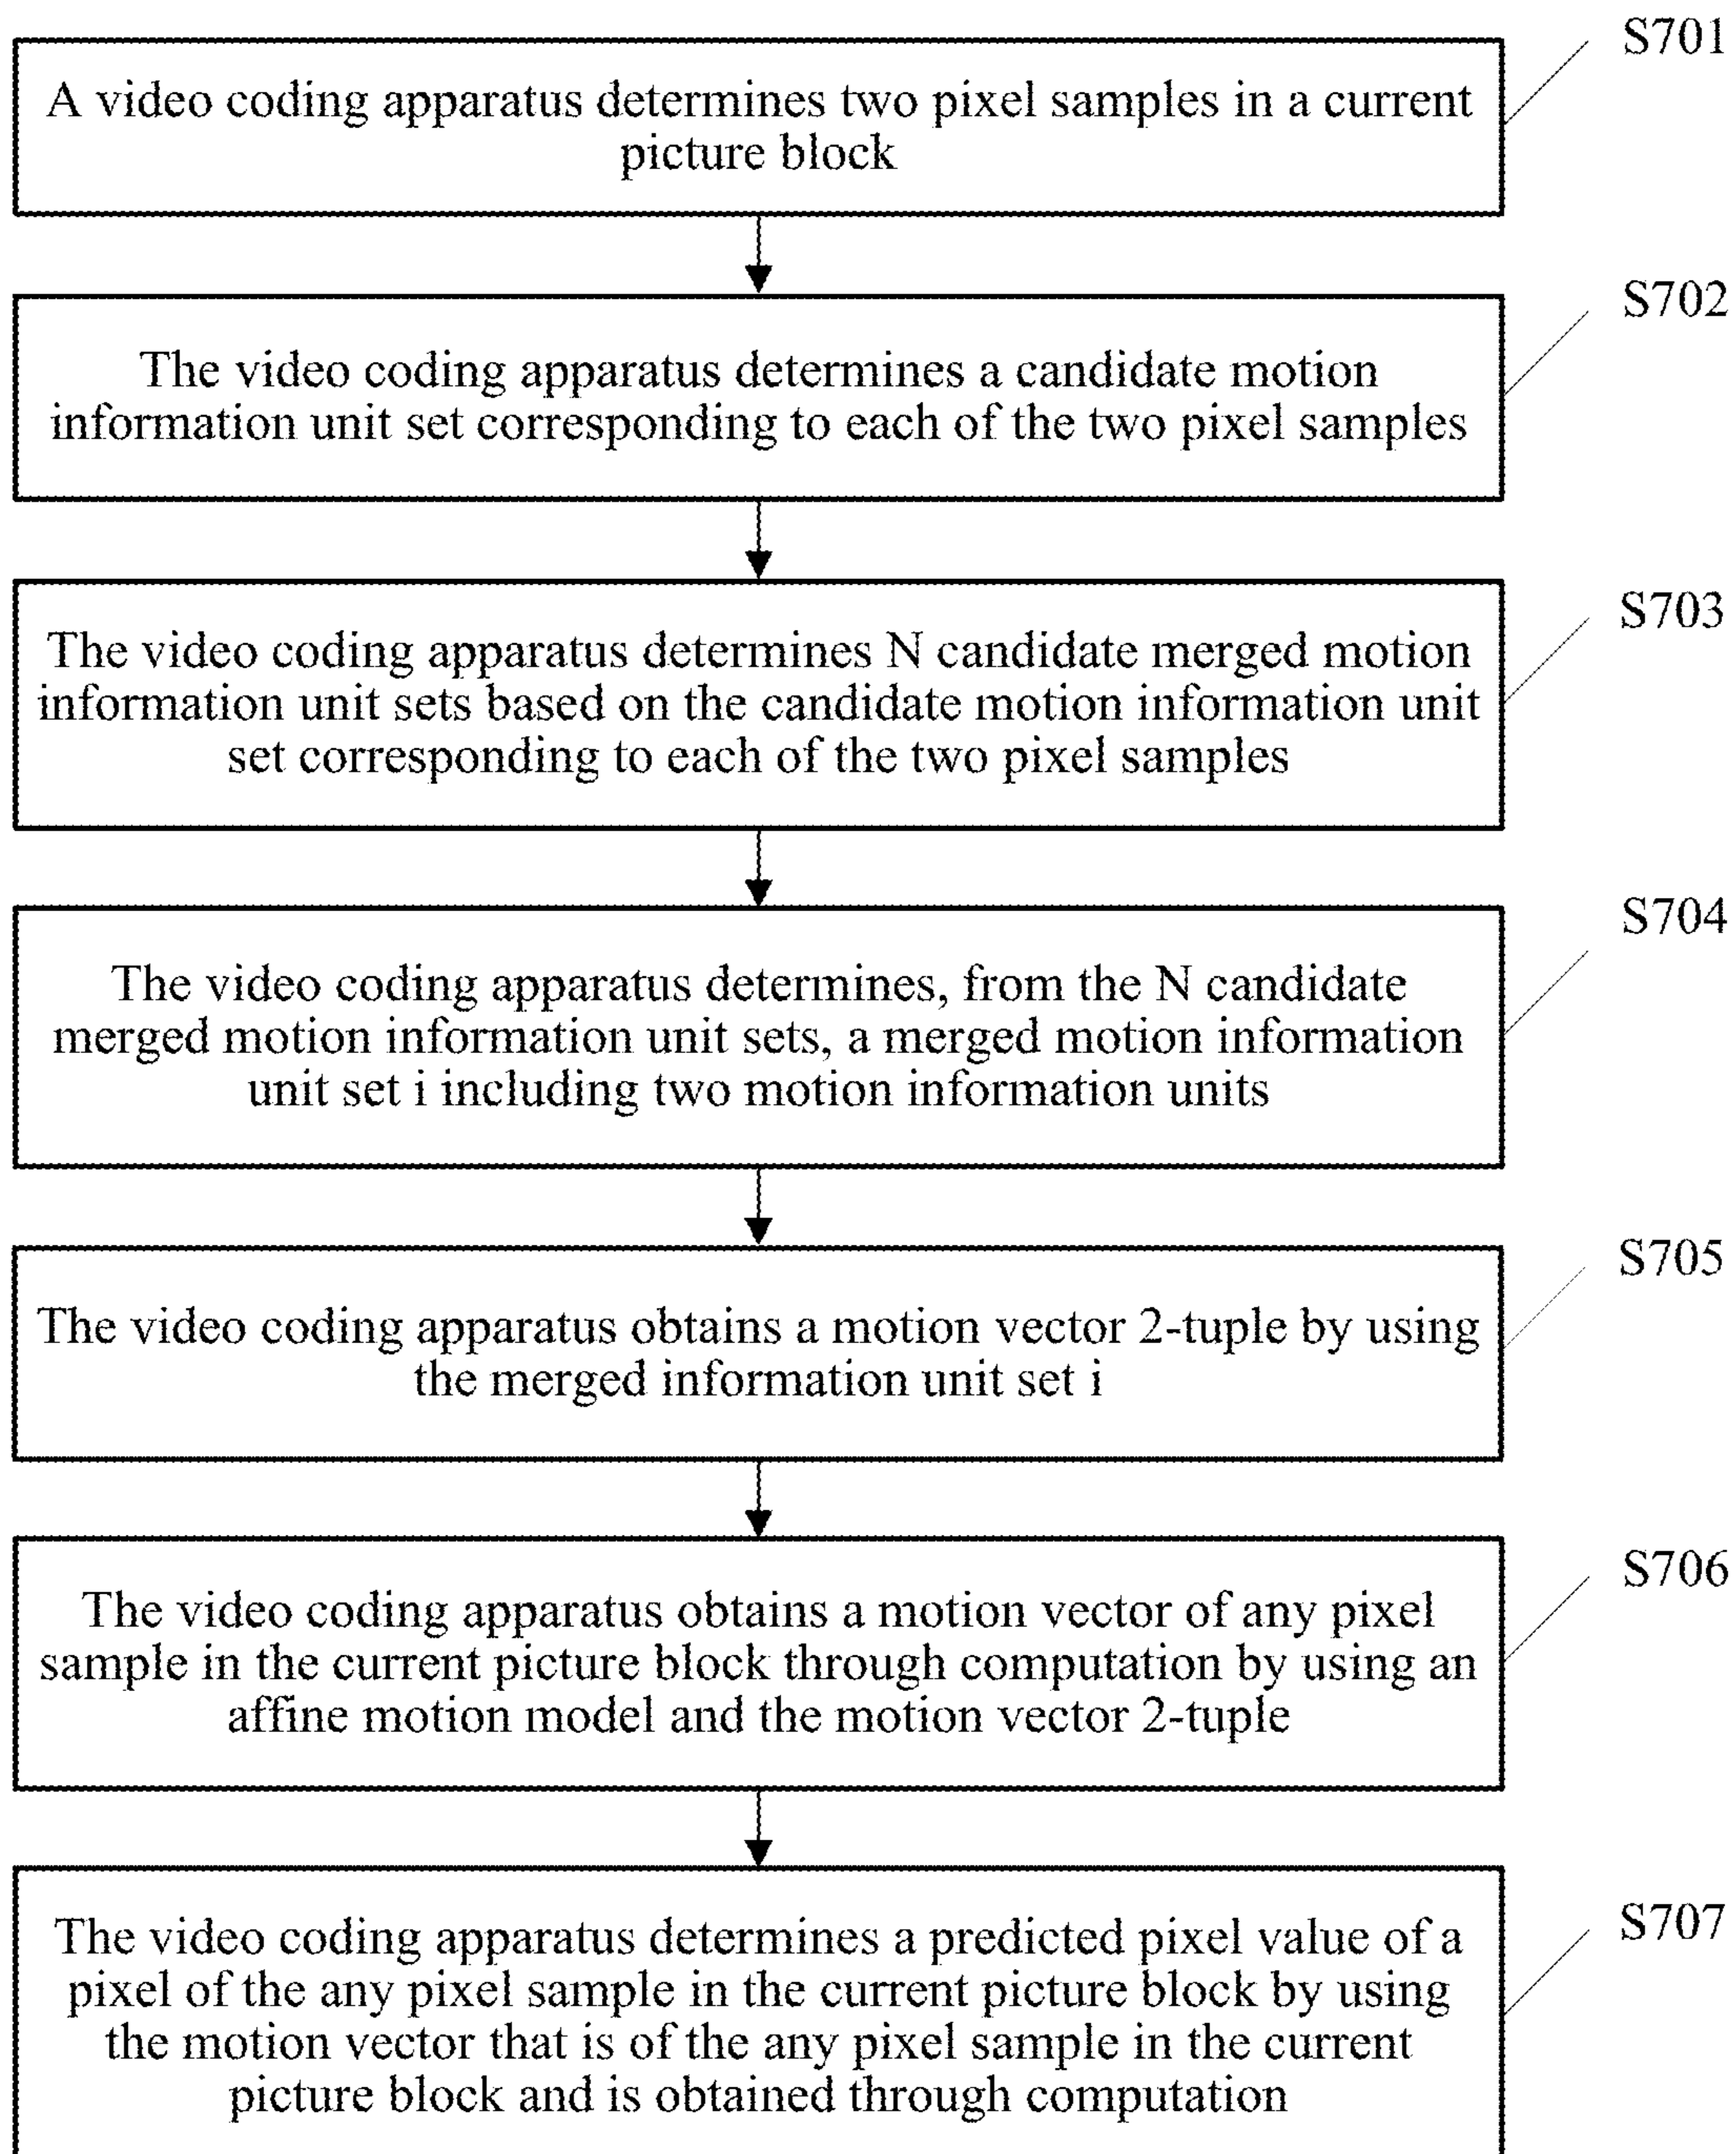 S701
A video coding apparatus determines two pixel samples in a current
picture block
S702
The video coding apparatus determines a candidate motion
information unit set corresponding to each of the two pixel samples
S703
The video coding apparatus determines N candidate merged motion
information unit sets based on the candidate motion information unit
set corresponding to each of the two pixel samples
S704
The video coding apparatus determines, from the N candidate
merged motion information unit sets, a merged motion information
unit set i including two motion information units
S705
The video coding apparatus obtains a motion vector 2-tuple by using
the merged information unit set i
S706
The video coding apparatus obtains a motion vector of any pixel
sample in the current picture block through computation by using an
affine motion model and the motion vector 2-tuple
S707
The video coding apparatus determines a predicted pixel value of a
pixel of the any pixel sample in the current picture block by using
the motion vector that is of the any pixel sample in the current
picture block and is obtained through computation